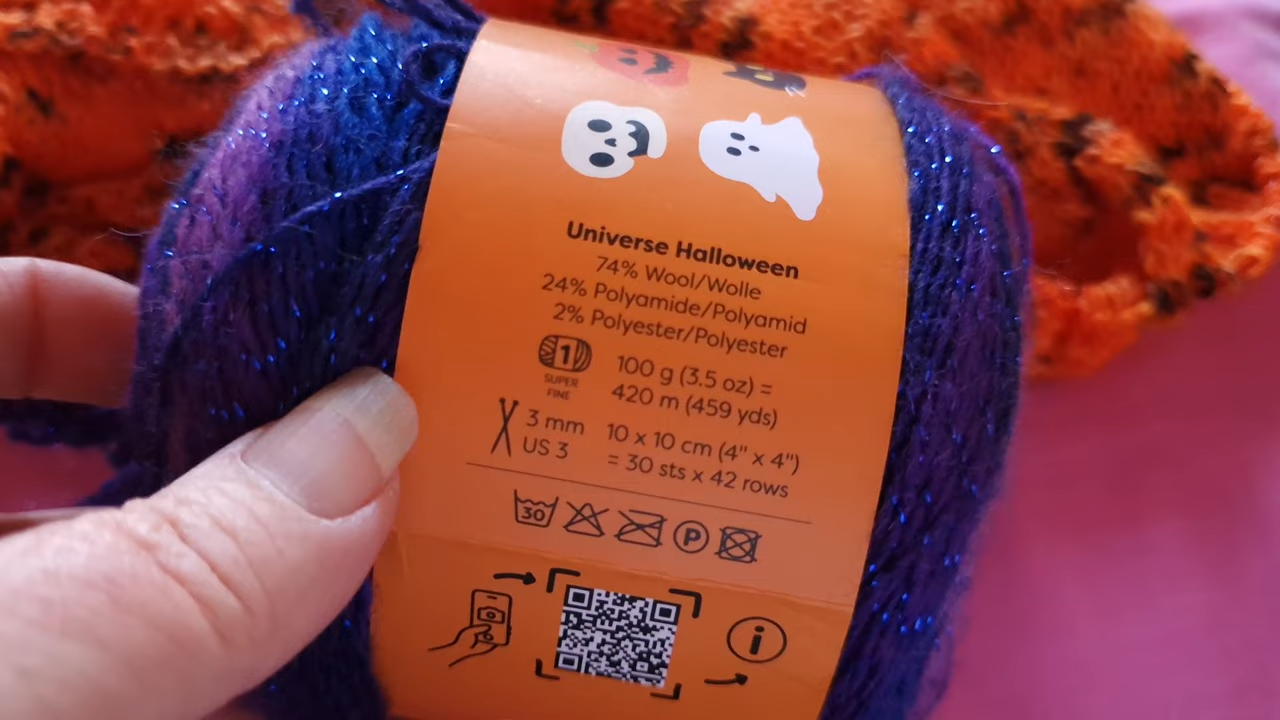 Universe Halloween
74% Wool/Wolle
24% Polyamide/Polyamid
2% Polyester/Polyester
1
SUPER
FINE
100 g (3.5 oz) =
420 m (459 yds)
3 mm
US 3
10 x 10 cm (4" x 4")
= 30 sts x 42 rows
30
P
i